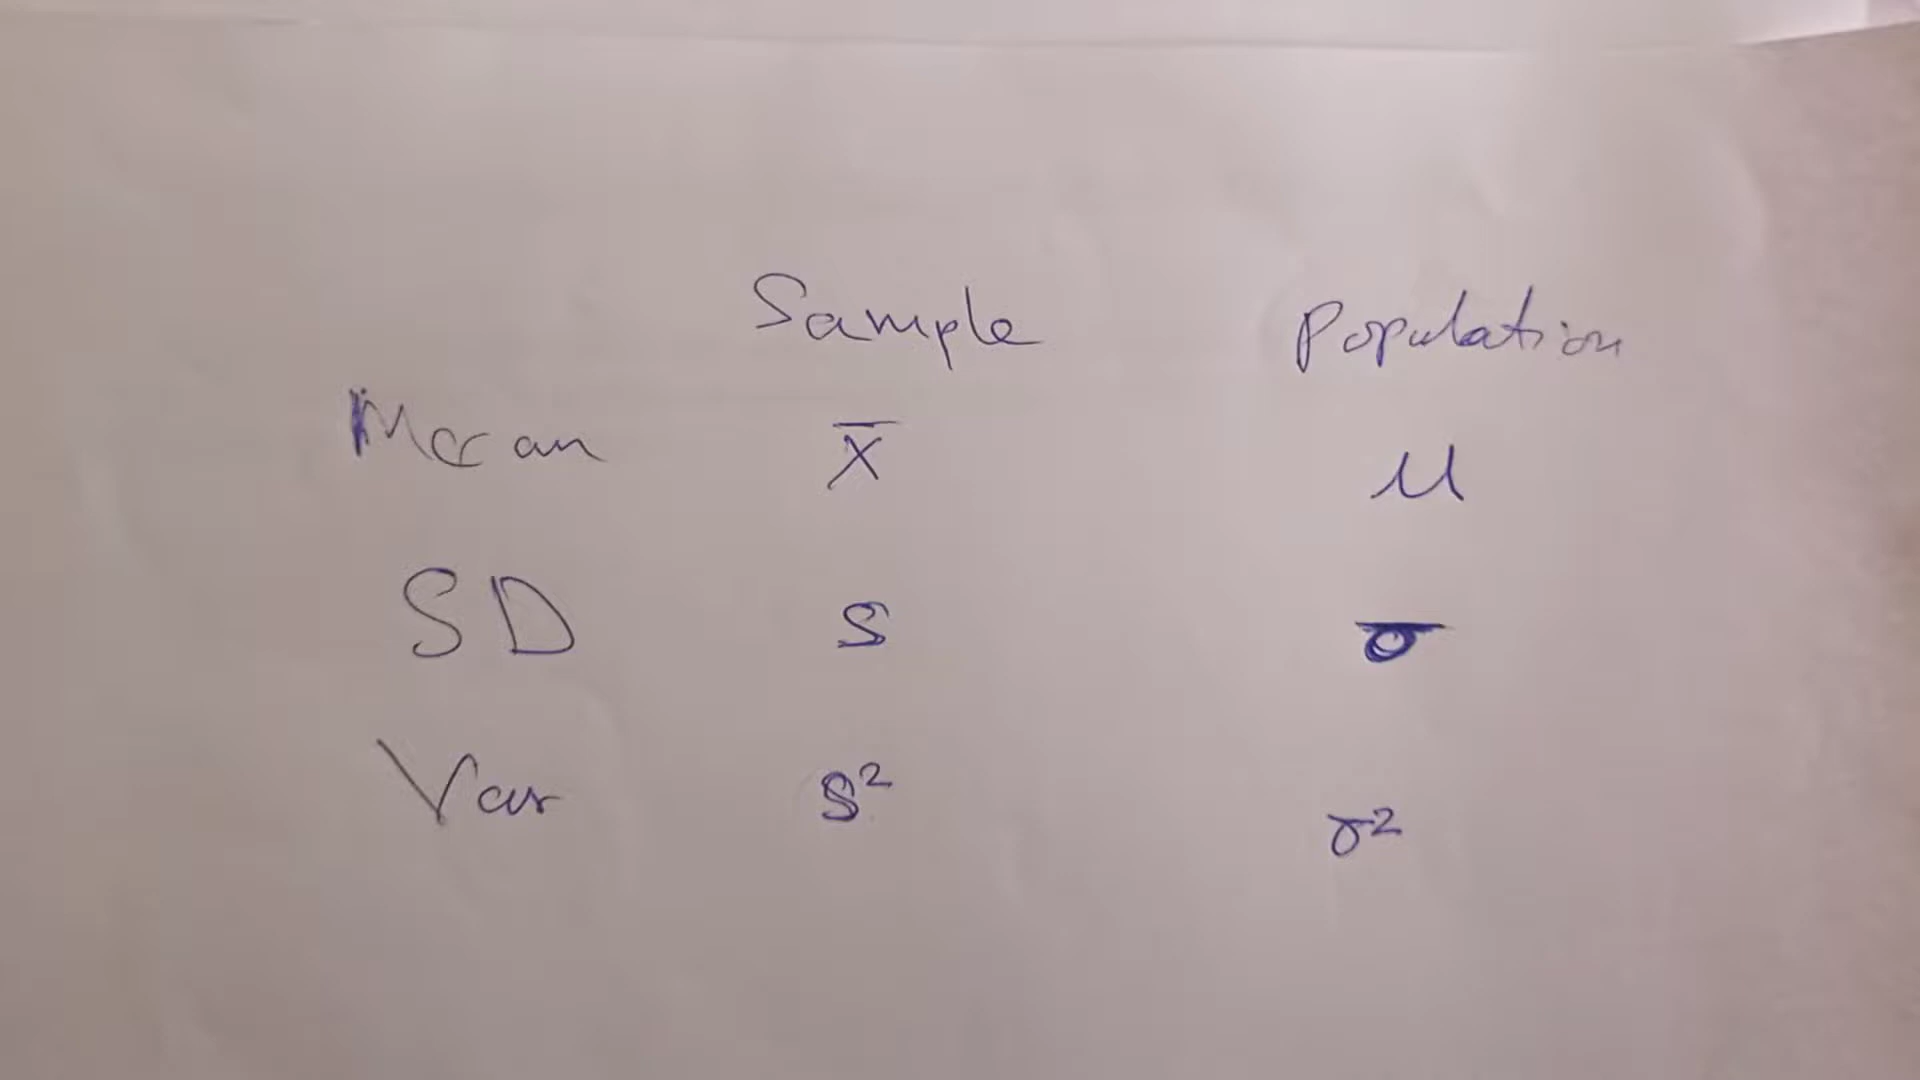 Sample Population
Mean x̄ μ
SD s σ
Var s² σ²